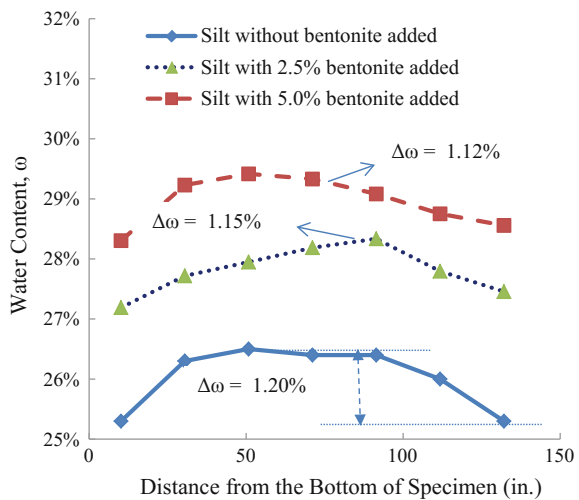 32%
Silt without bentonite added
Silt with 2.5% bentonite added
31%
Silt with 5.0% bentonite added
30%
Δω = 1.12%
29%
Δω =
1.15%
28%
27%
26%
Δω = 1.20%
25%
0
50
100
150
Water Content, ω
Distance from the Bottom of Specimen (in.)